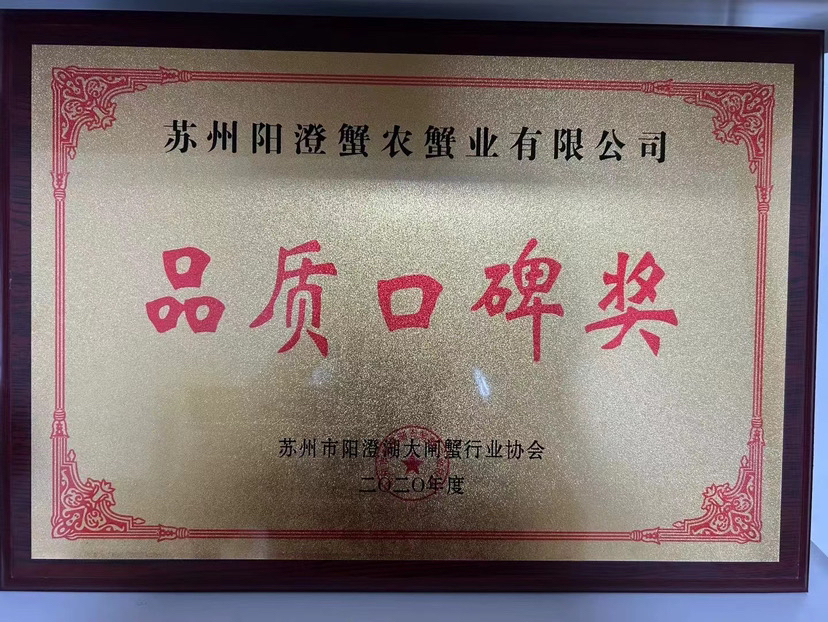 苏州阳澄蟹农蟹业有限公司
品质口碑奖
苏州市阳澄湖大闸蟹行业协会
二〇二〇年度